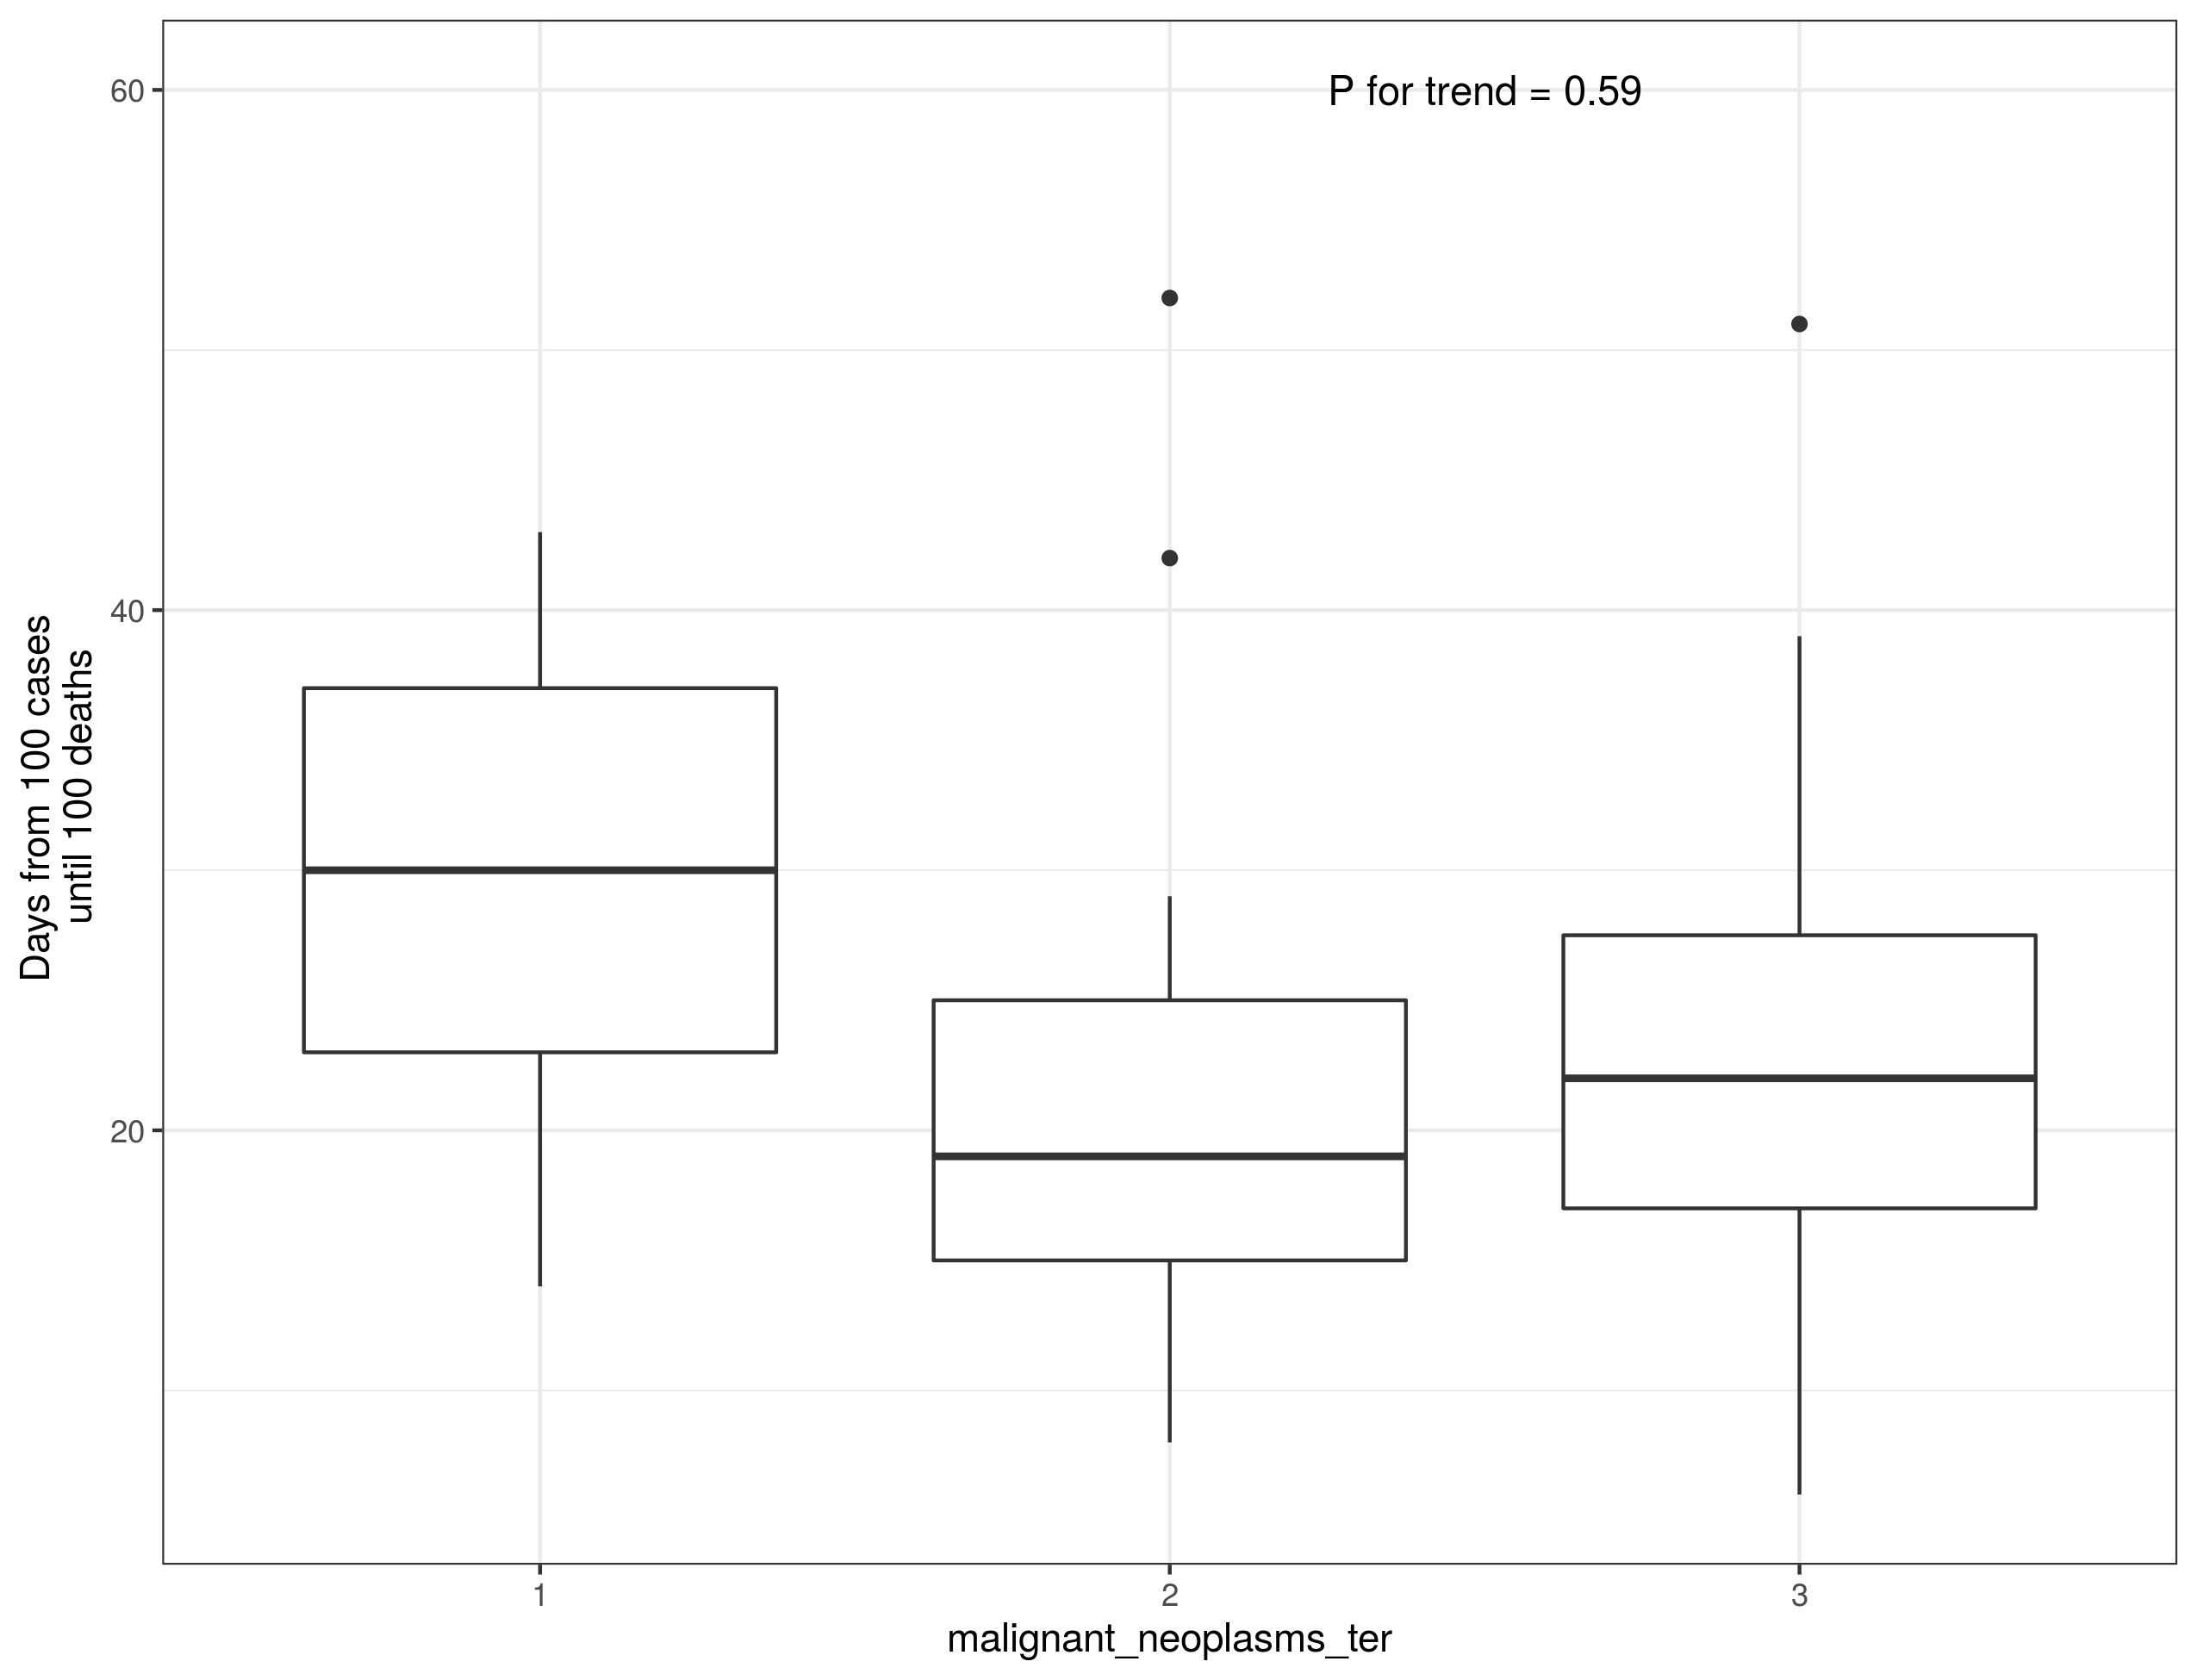 P for trend = 0.59
60
40
20
Days from 100 cases
until 100 deaths
1
2
3
malignant_neoplasms_ter